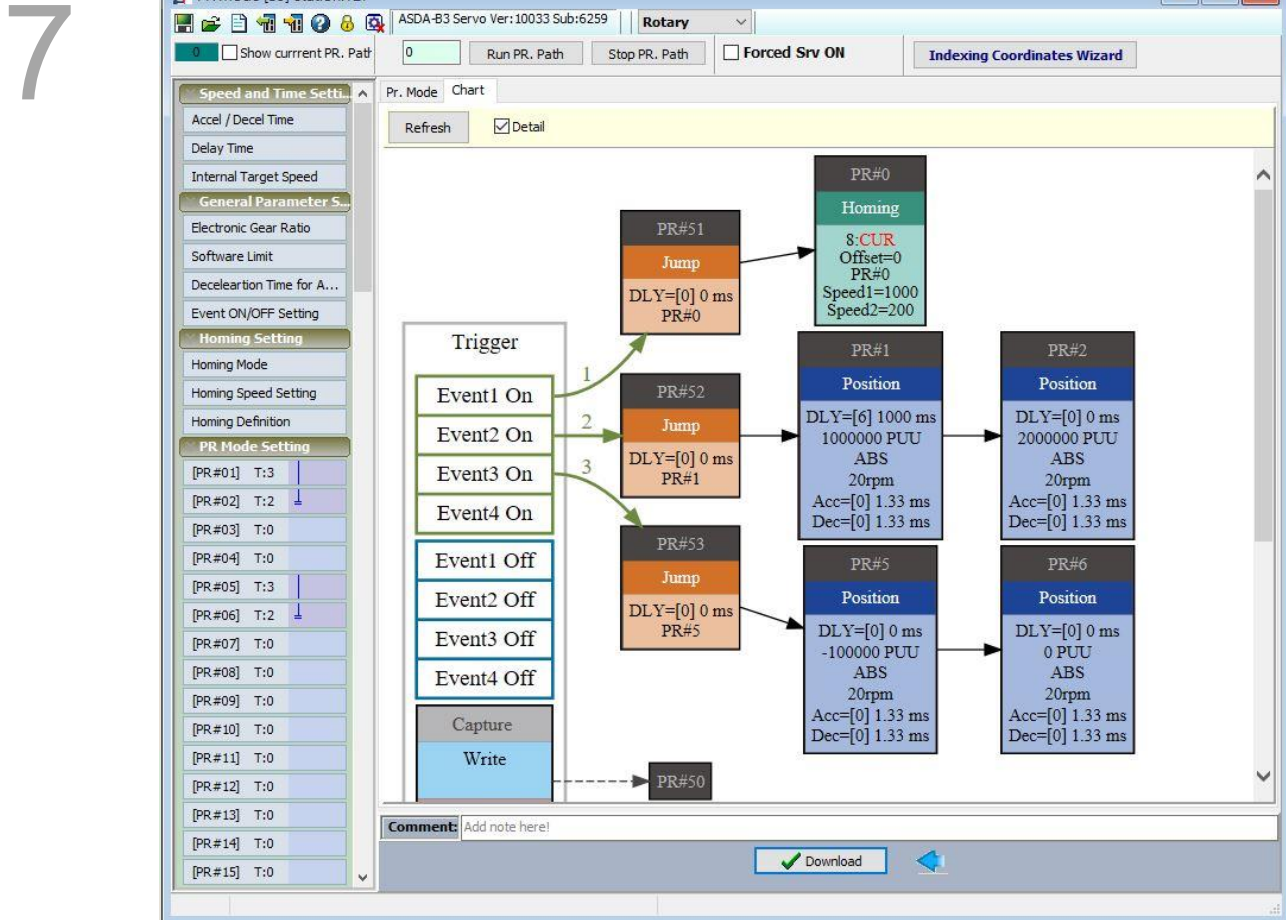 7
ASDA-B3 Servo Ver:10033 Sub:6259
Rotary
0
Show currrent PR. Path
0
Run PR. Path
Stop PR. Path
Forced Srv ON
Indexing Coordinates Wizard
Speed and Time Setti...
Accel / Decel Time
Delay Time
Internal Target Speed
General Parameter S...
Electronic Gear Ratio
Software Limit
Deceleartion Time for A...
Event ON/OFF Setting
Homing Setting
Homing Mode
Homing Speed Setting
Homing Definition
PR Mode Setting
[PR#01] T:3
[PR#02] T:2
[PR#03] T:0
[PR#04] T:0
[PR#05] T:3
[PR#06] T:2
[PR#07] T:0
[PR#08] T:0
[PR#09] T:0
[PR#10] T:0
[PR#11] T:0
[PR#12] T:0
[PR#13] T:0
[PR#14] T:0
[PR#15] T:0
Pr. Mode
Chart
Refresh
Detail
Trigger
Event1 On
Event2 On
Event3 On
Event4 On
Event1 Off
Event2 Off
Event3 Off
Event4 Off
Capture
Write
1
2
3
PR#51
Jump
DLY=[0] 0 ms
PR#0
PR#0
Homing
8:CUR
Offset=0
PR#0
Speed1=1000
Speed2=200
PR#52
Jump
DLY=[0] 0 ms
PR#1
PR#1
Position
DLY=[6] 1000 ms
1000000 PUU
ABS
20rpm
Acc=[0] 1.33 ms
Dec=[0] 1.33 ms
PR#2
Position
DLY=[0] 0 ms
2000000 PUU
ABS
20rpm
Acc=[0] 1.33 ms
Dec=[0] 1.33 ms
PR#53
Jump
DLY=[0] 0 ms
PR#5
PR#5
Position
DLY=[0] 0 ms
-100000 PUU
ABS
20rpm
Acc=[0] 1.33 ms
Dec=[0] 1.33 ms
PR#6
Position
DLY=[0] 0 ms
0 PUU
ABS
20rpm
Acc=[0] 1.33 ms
Dec=[0] 1.33 ms
PR#50
Comment:
Add note here!
Download